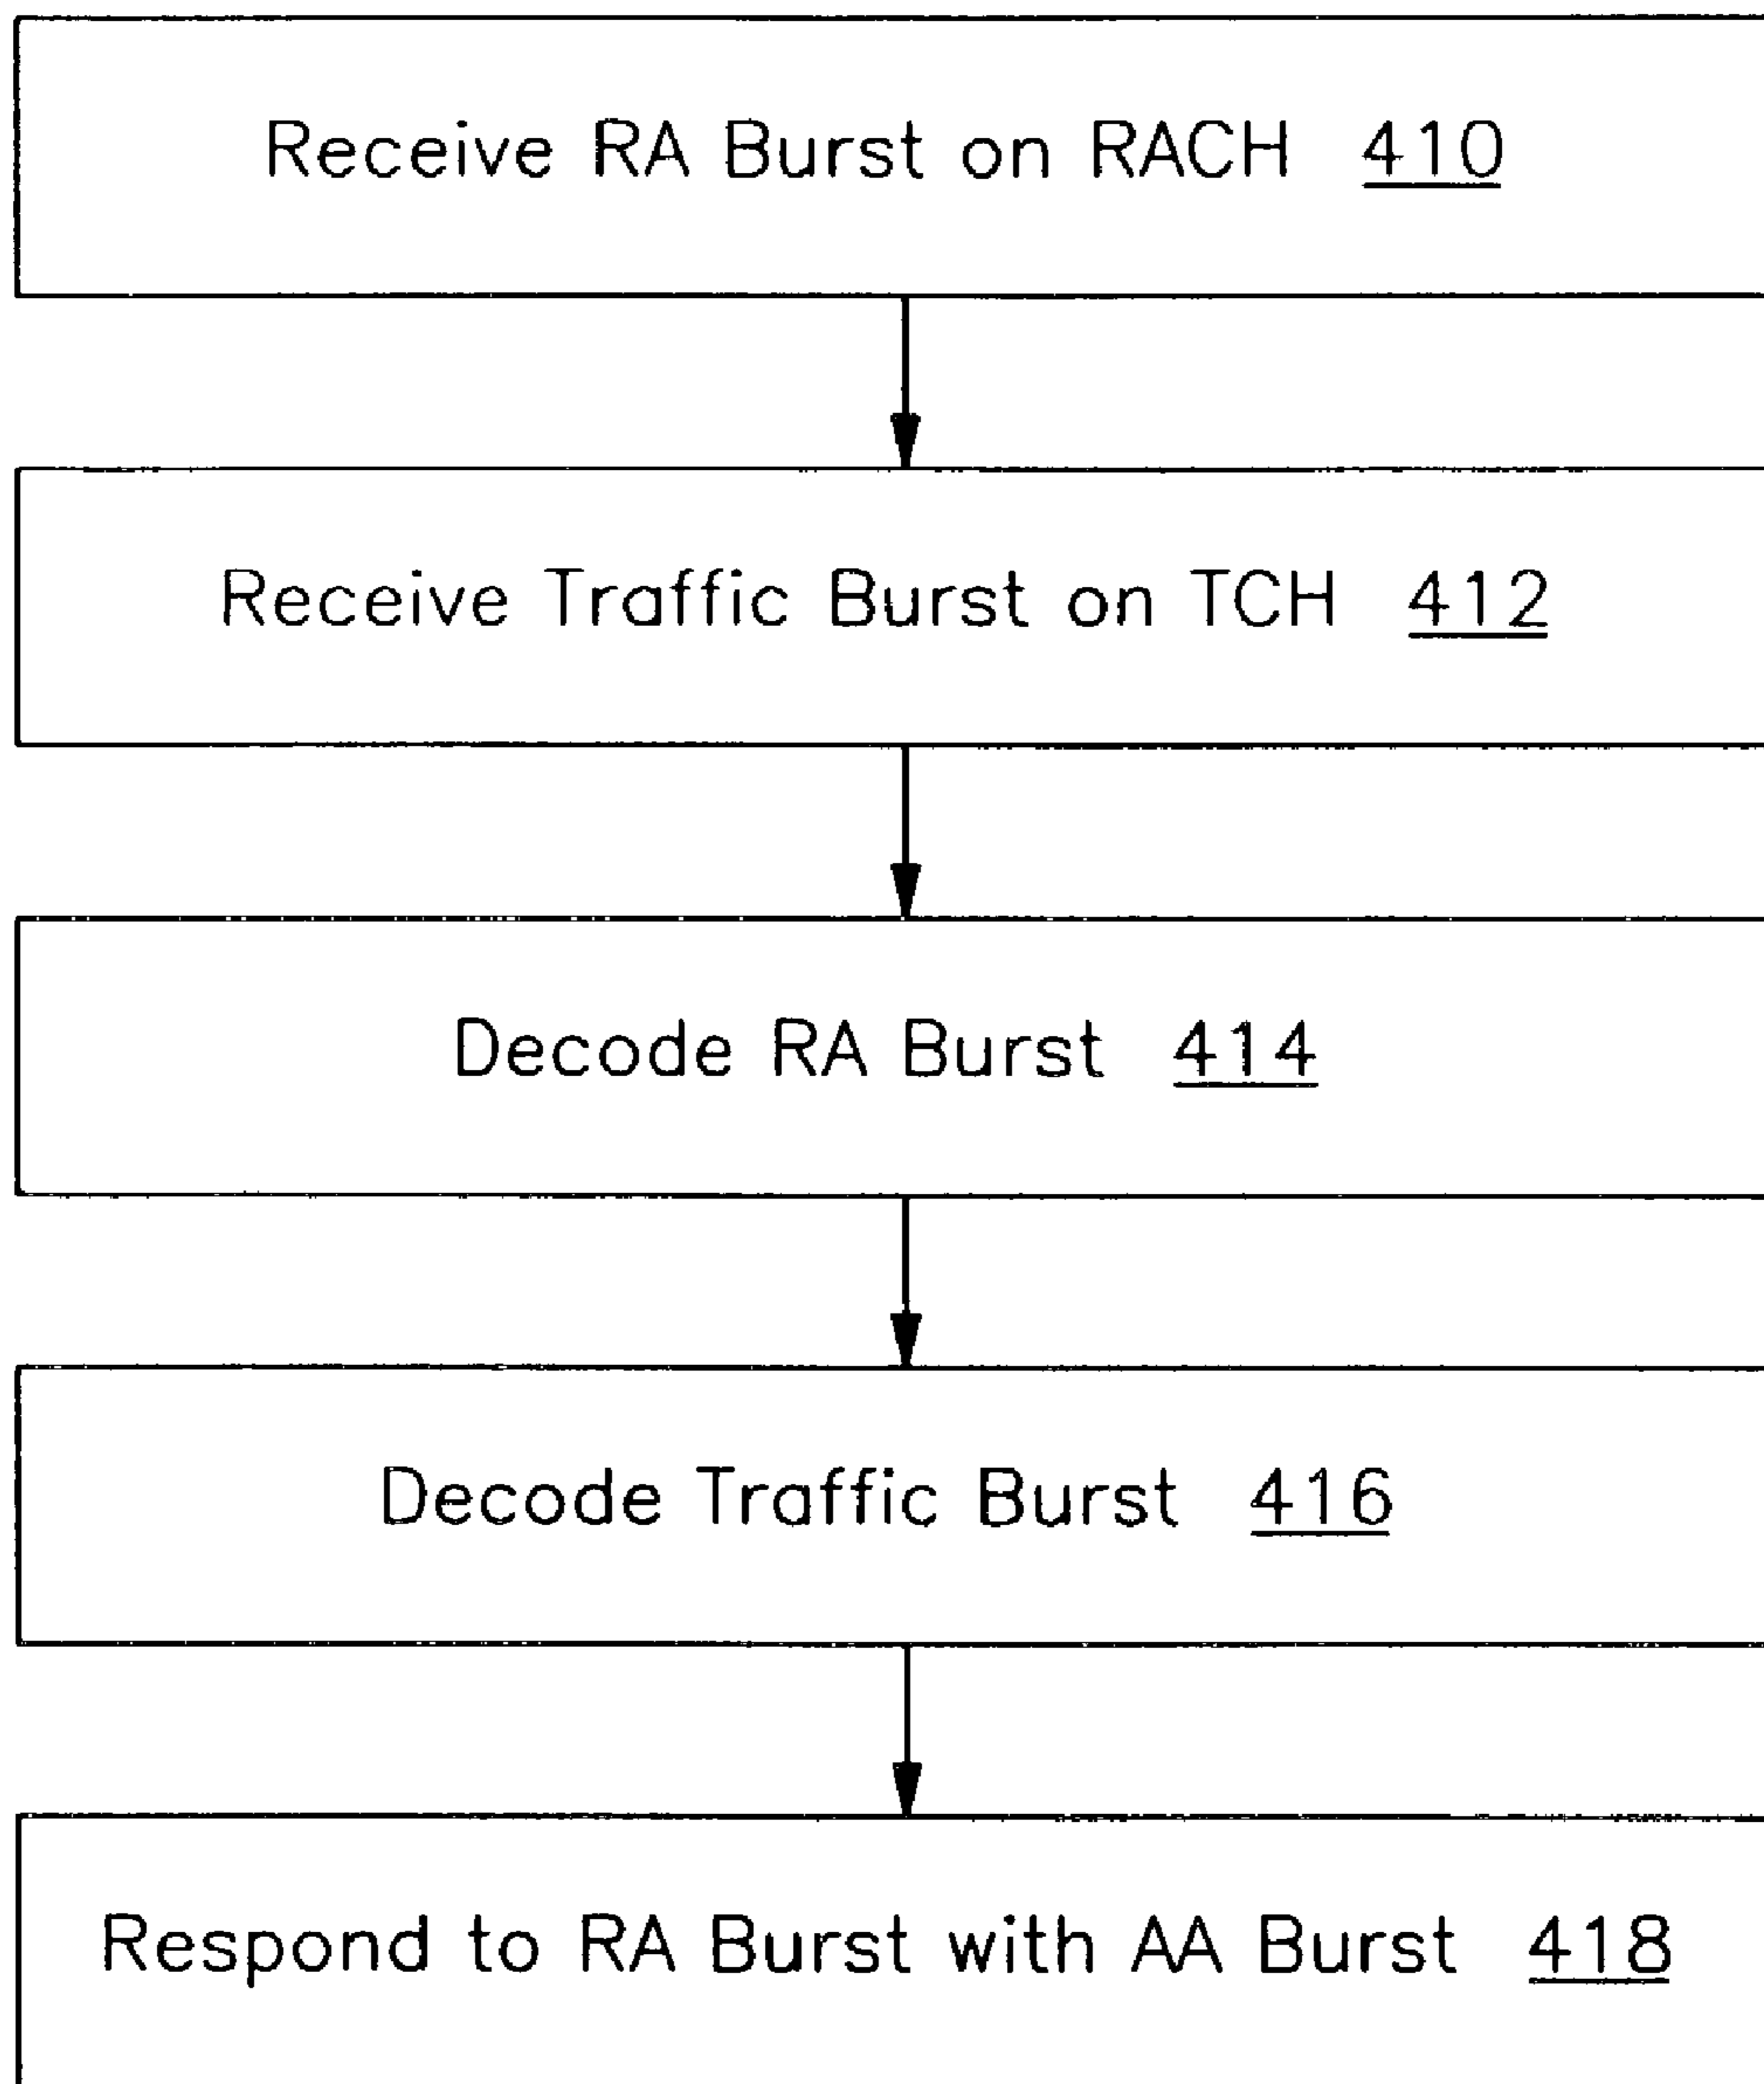 Receive RA Burst on RACH 410
Receive Traffic Burst on TCH 412
Decode RA Burst 414
Decode Traffic Burst 416
Respond to RA Burst with AA Burst 418